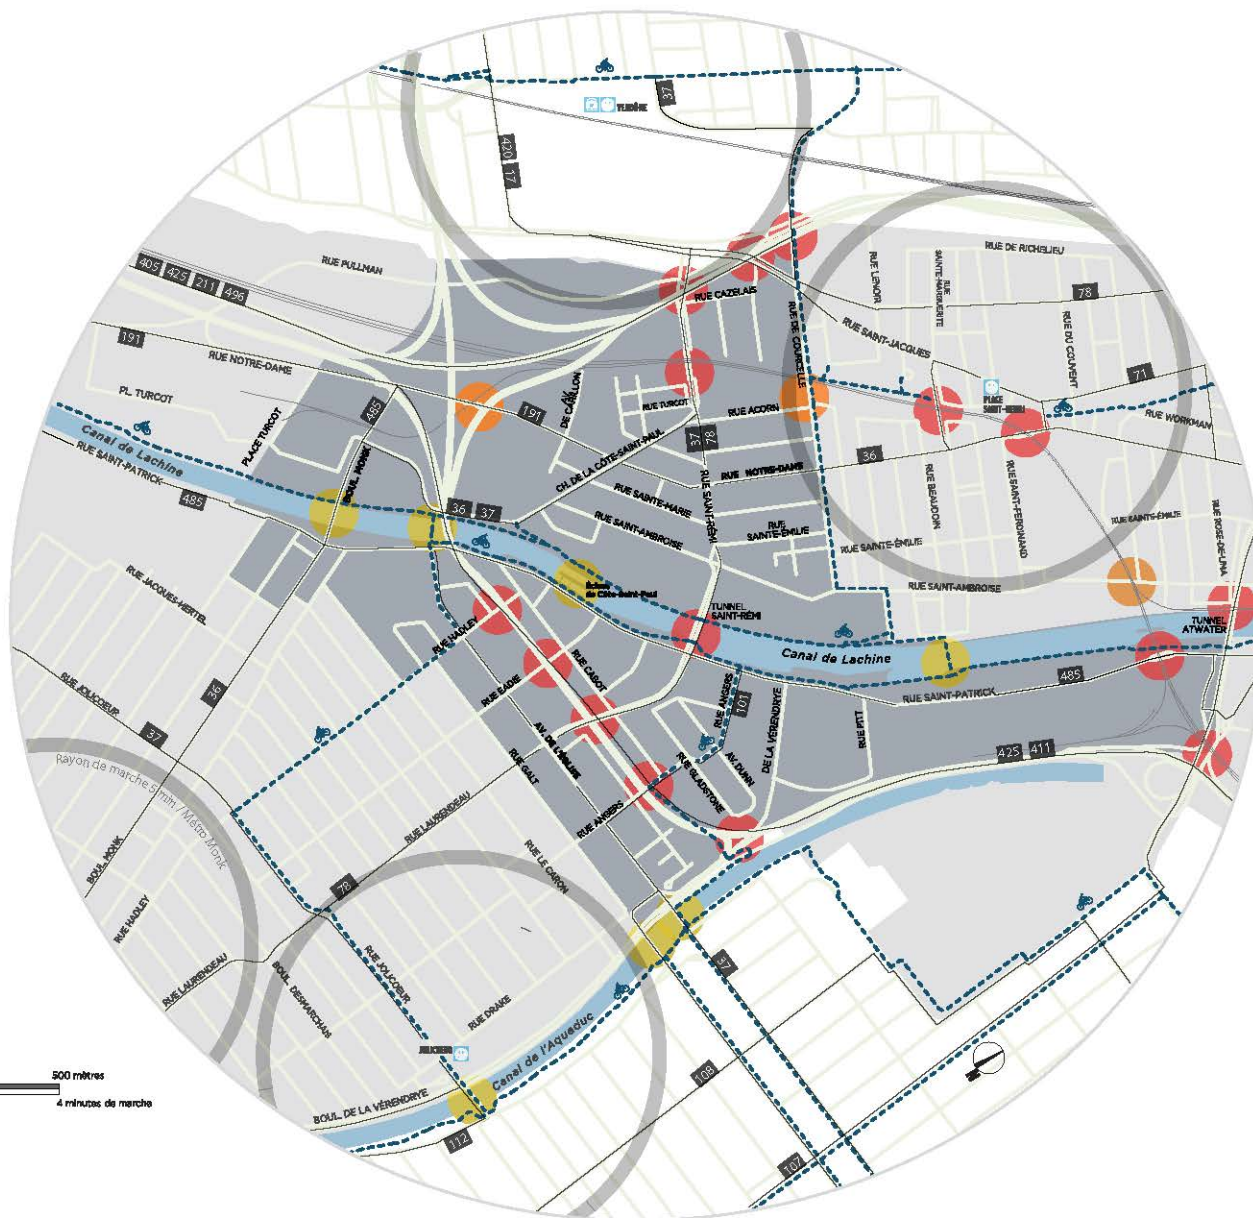 VENDÔME
37
420
17
RUE DE RICHELIEU
RUE PULLMAN
405 425 211 496
RUE CAZELAIS
RUE LENOIR
RUE
SAINTE-MARGUERITE
78
RUE DE COURCELLE
RUE DU COUVENT
RUE SAINT-JACQUES
191
RUE NOTRE-DAME
71
PL. TURCOT
PLACE
SAINT-HENRI
AV.
DE CARILLON
191
RUE TURCOT
RUE ACORN
RUE WORKMAN
485
37
78
Canal de Lachine
PLACE TURCOT
BOUL. MONK
CH. DE LA CÔTE-SAINT-PAUL
36
RUE SAINT-PATRICK
RUE NOTRE-DAME
RUE SAINT-RÉMI
RUE BEAUDOIN
RUE SAINT-FERDINAND
485
36 37
RUE SAINTE-MARIE
RUE SAINT-AMBROISE
RUE
SAINTE-ÉMILIE
RUE SAINTE-ÉMILIE
RUE SAINTE-ÉMILIE
RUE ROSE-DE-LIMA
RUE JACQUES-HERTEL
Écluse
de Côte-Saint-Paul
RUE SAINT-AMBROISE
TUNNEL
SAINT-RÉMI
TUNNEL
ATWATER
RUE HADLEY
Canal de Lachine
RUE CABOT
RUE EADIE
RUE JOLICOEUR
36
RUE ANGERS
101
RUE SAINT-PATRICK
485
37
AV. DE L'ÉGLISE
DE LA VÉRENDRYE
RUE PITT
RUE GALT
AV. DUNN
RUE GLADSTONE
425 411
Rayon de marche 5 min / Métro Monk
RUE LAURENDEAU
RUE ANGERS
BOUL. MONK
RUE LE CARON
78
RUE HADLEY
37
RUE LAURENDEAU
BOUL. DESMARCHAIS
RUE JOLICOEUR
RUE DRAKE
JOLICOEUR
Canal de l'Aqueduc
108
500 mètres
4 minutes de marche
BOUL. DE LA VÉRENDRYE
112
107